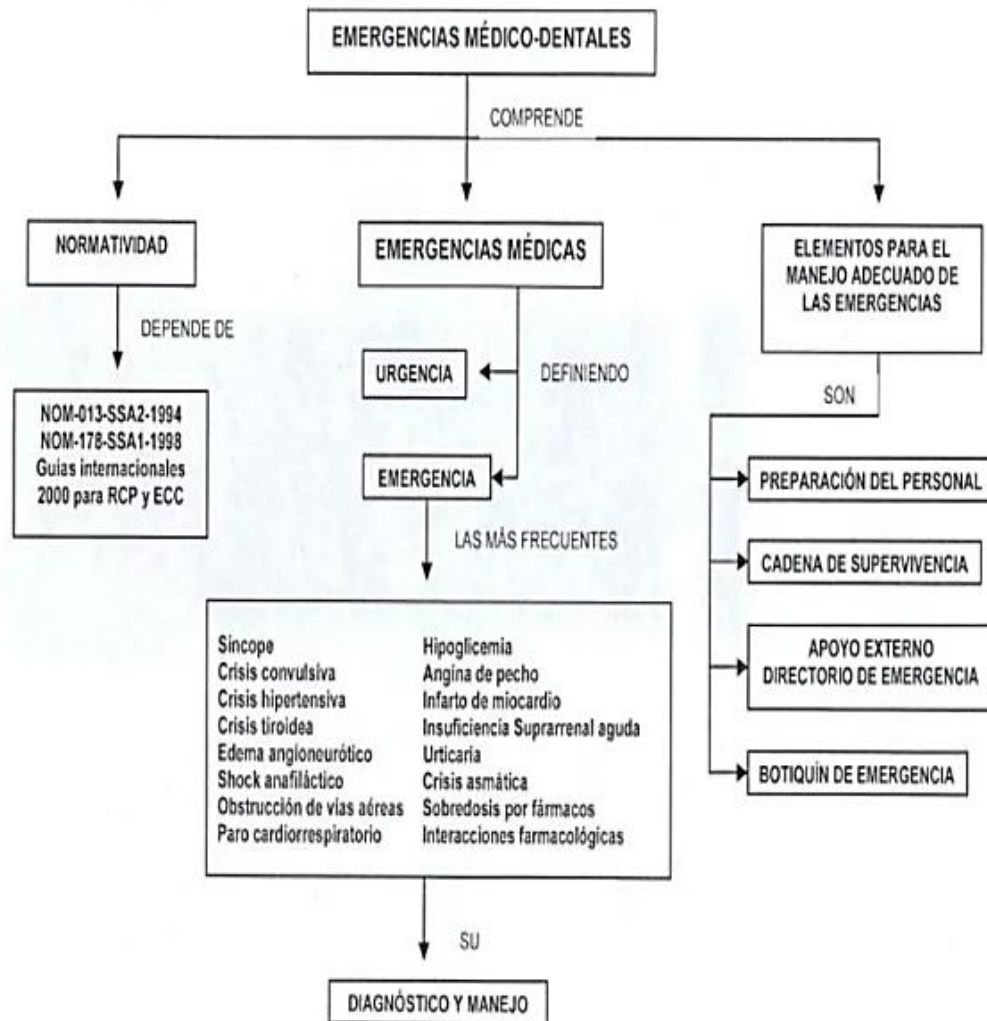 EMERGENCIAS MÉDICO-DENTALES
COMPRENDE
NORMATIVIDAD
DEPENDE DE
NOM-013-SSA2-1994
NOM-178-SSA1-1998
Guías internacionales
2000 para RCP y ECC
EMERGENCIAS MÉDICAS
URGENCIA
DEFINIENDO
EMERGENCIA
LAS MÁS FRECUENTES
Síncope
Crisis convulsiva
Crisis hipertensiva
Crisis tiroidea
Edema angioneurótico
Shock anafiláctico
Obstrucción de vías aéreas
Paro cardiorrespiratorio
Hipoglicemia
Angina de pecho
Infarto de miocardio
Insuficiencia Suprarrenal aguda
Urticaria
Crisis asmática
Sobredosis por fármacos
Interacciones farmacológicas
SU
DIAGNÓSTICO Y MANEJO
ELEMENTOS PARA EL
MANEJO ADECUADO DE
LAS EMERGENCIAS
SON
PREPARACIÓN DEL PERSONAL
CADENA DE SUPERVIVENCIA
APOYO EXTERNO
DIRECTORIO DE EMERGENCIA
BOTIQUÍN DE EMERGENCIA